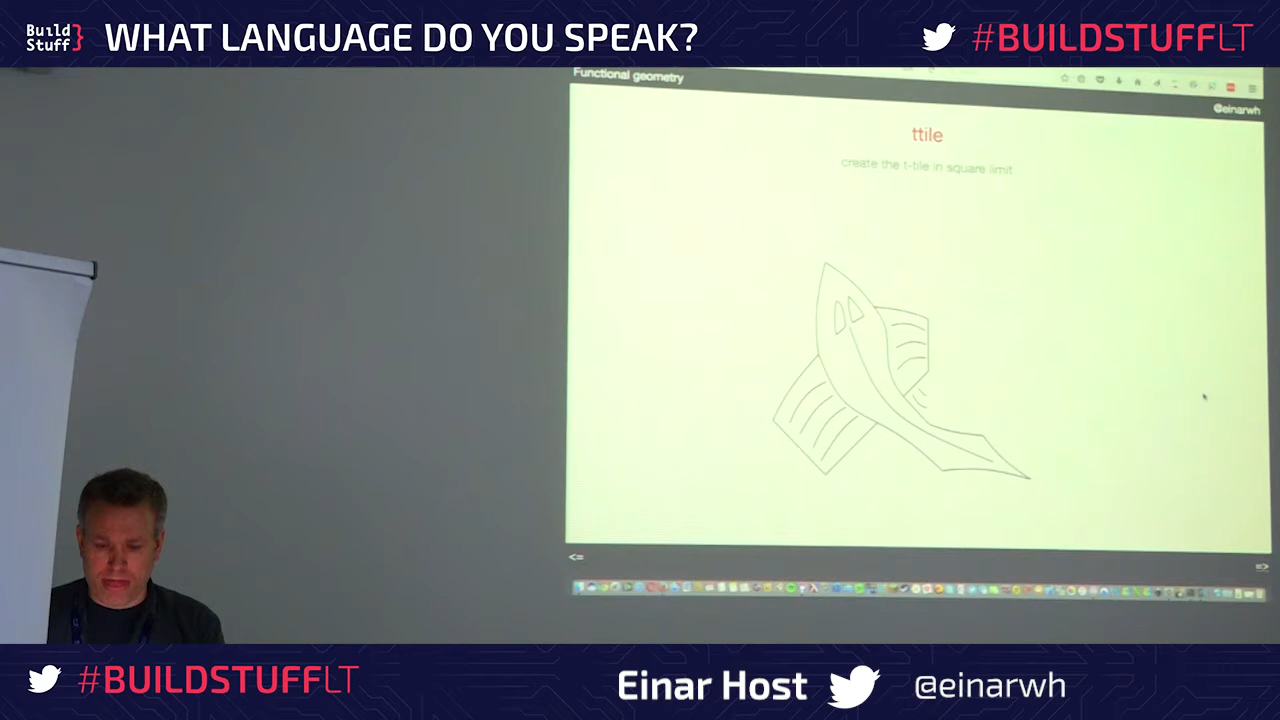 Build
Stuff}
WHAT LANGUAGE DO YOU SPEAK?
#BUILDSTUFFLT
Functional geometry
@einarwh
ttile
create the t-tile in square limit
<=
=>
#BUILDSTUFFLT
Einar Host
@einarwh